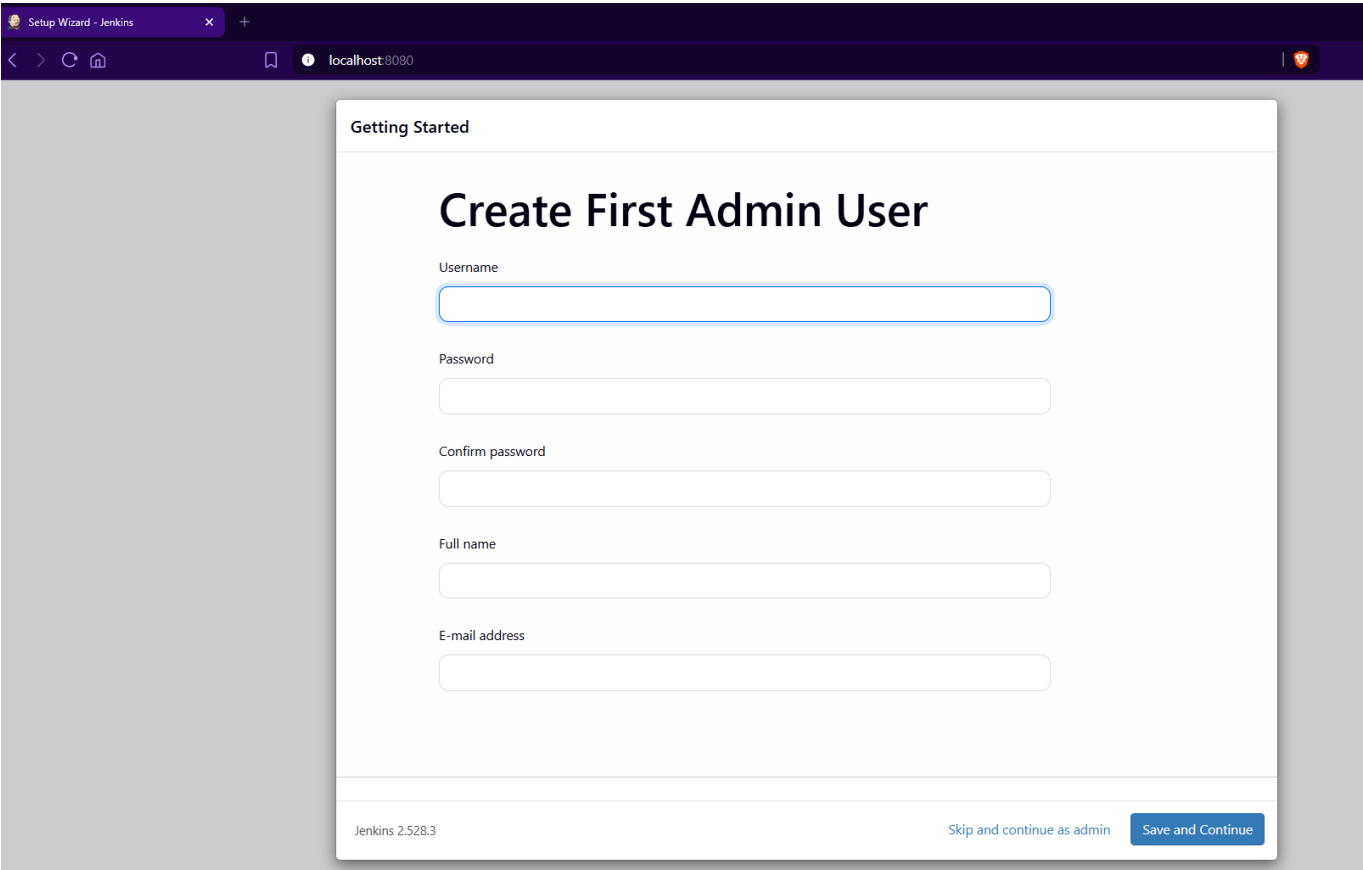 Setup Wizard - Jenkins
localhost:8080
Getting Started
Create First Admin User
Username
Password
Confirm password
Full name
E-mail address
Jenkins 2.528.3
Skip and continue as admin
Save and Continue